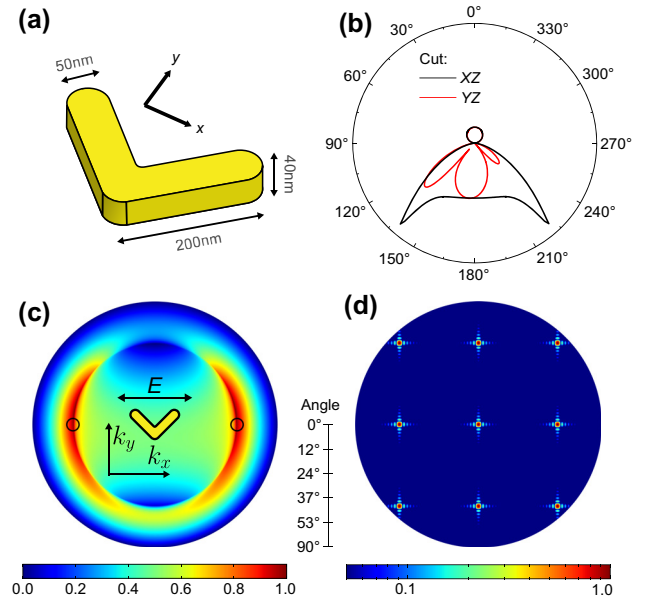 (a)
50nm
y
x
40nm
200nm
(b)
0°
30°
330°
60°
300°
90°
270°
120°
240°
150°
210°
180°
Cut:
XZ
YZ
(c)
E
k_y
k_x
0.0 0.2 0.4 0.6 0.8 1.0
(d)
Angle
0°
12°
24°
37°
53°
90°
0.1 1.0